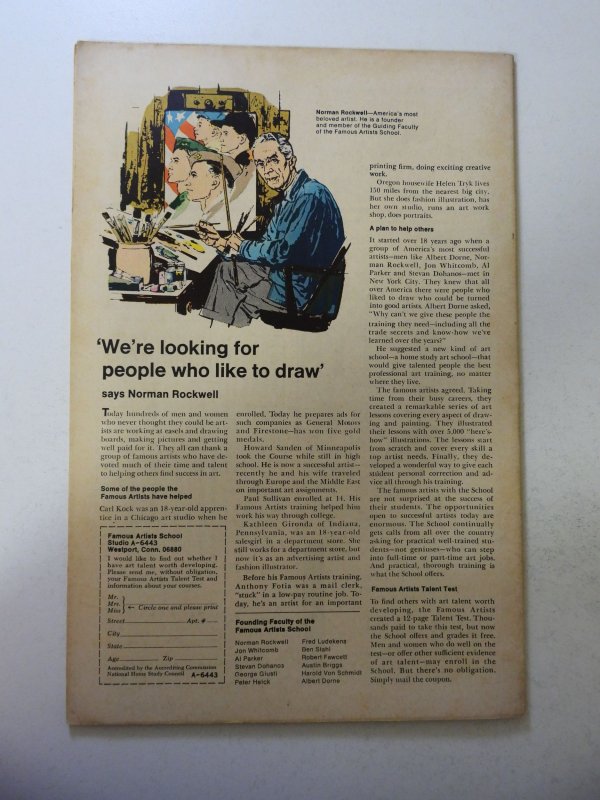 Norman Rockwell—America's most
beloved artist. He is a founder
and member of the Guiding Faculty
of the Famous Artists School.
'We're looking for
people who like to draw'
says Norman Rockwell
Today hundreds of men and women
who never thought they could be art-
ists are working at easels and drawing
boards, making pictures and getting
well paid for it. They all can thank a
group of famous artists who have de-
voted much of their time and talent
to helping others find success in art.
Some of the people the
Famous Artists have helped
Carl Kock was an 18-year-old appren-
tice in a Chicago art studio when he
Famous Artists School
Studio A-6443
Westport, Conn. 06880
I would like to find out whether I
have art talent worth developing.
Please send me, without obligation,
your Famous Artists Talent Test and
information about your courses.
Mr.
Mrs. ← Circle one and please print
Miss
Street Apt. #
City
State
Age Zip
Accredited by the Accrediting Commission
National Home Study Council A-6443
enrolled. Today he prepares ads for
such companies as General Motors
and Firestone—has won five gold
medals.
Howard Sanden of Minneapolis
took the Course while still in high
school. He is now a successful artist—
recently he and his wife traveled
through Europe and the Middle East
on important art assignments.
Paul Sullivan enrolled at 14. His
Famous Artists training helped him
work his way through college.
Kathleen Gironda of Indiana,
Pennsylvania, was an 18-year-old
salesgirl in a department store. She
still works for a department store, but
now it's as an advertising artist and
fashion illustrator.
Before his Famous Artists training,
Anthony Fotia was a mail clerk,
"stuck" in a low-pay routine job. To-
day, he's an artist for an important
Founding Faculty of the
Famous Artists School
Norman Rockwell
Jon Whitcomb
Al Parker
Stevan Dohanos
George Giusti
Peter Helck
Fred Ludekens
Ben Stahl
Robert Fawcett
Austin Briggs
Harold Von Schmidt
Albert Dorne
printing firm, doing exciting creative
work.
Oregon housewife Helen Tryk lives
150 miles from the nearest big city.
But she does fashion illustration, has
her own studio, runs an art work
shop, does portraits.
A plan to help others
It started over 18 years ago when a
group of America's most successful
artists—men like Albert Dorne, Nor-
man Rockwell, Jon Whitcomb, Al
Parker and Stevan Dohanos—met in
New York City. They knew that all
over America there were people who
liked to draw who could be turned
into good artists. Albert Dorne asked,
"Why can't we give these people the
training they need—including all the
trade secrets and know-how we've
learned over the years?"
He suggested a new kind of art
school—a home study art school—that
would give talented people the best
professional art training, no matter
where they live.
The famous artists agreed. Taking
time from their busy careers, they
created a remarkable series of art
lessons covering every aspect of draw-
ing and painting. They illustrated
their lessons with over 5,000 "here's-
how" illustrations. The lessons start
from scratch and cover every skill a
top artist needs. Finally, they de-
veloped a wonderful way to give each
student personal correction and ad-
vice all through his training.
The famous artists with the School
are not surprised at the success of
their students. The opportunities
open to successful artists today are
enormous. The School continually
gets calls from all over the country
asking for practical well-trained stu-
dents—not geniuses—who can step
into full-time or part-time art jobs.
And practical, thorough training is
what the School offers.
Famous Artists Talent Test
To find others with art talent worth
developing, the Famous Artists
created a 12-page Talent Test. Thou-
sands paid to take this test, but now
the School offers and grades it free.
Men and women who do well on the
test—or offer other sufficient evidence
of art talent—may enroll in the
School. But there's no obligation.
Simply mail the coupon.